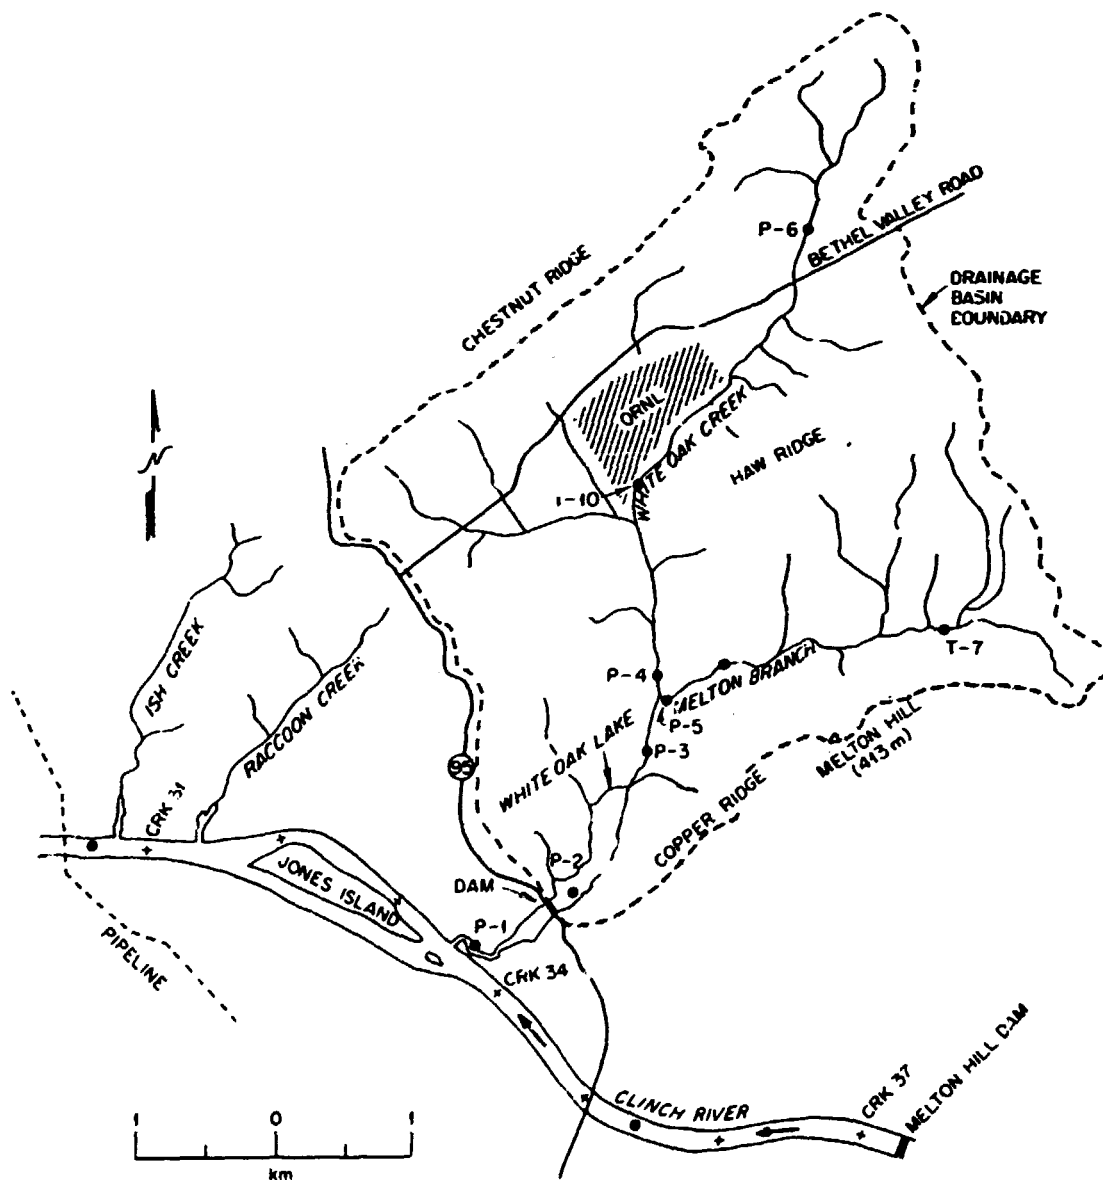 P-6
BETHEL VALLEY ROAD
CHESTNUT RIDGE
DRAINAGE
BASIN
BOUNDARY
ORNL
WHITE OAK CREEK
HAW RIDGE
N
ISH CREEK
RACCOON CREEK
P-4
MELTON BRANCH
T-7
P-5
P-3
WHITE OAK LAKE
MELTON HILL
(413 m)
95
COPPER RIDGE
CRK 31
P-2
DAM
JONES ISLAND
P-1
PIPELINE
CRK 34
CLINCH RIVER
CRK 37
MELTON HILL DAM
1 0 1
km